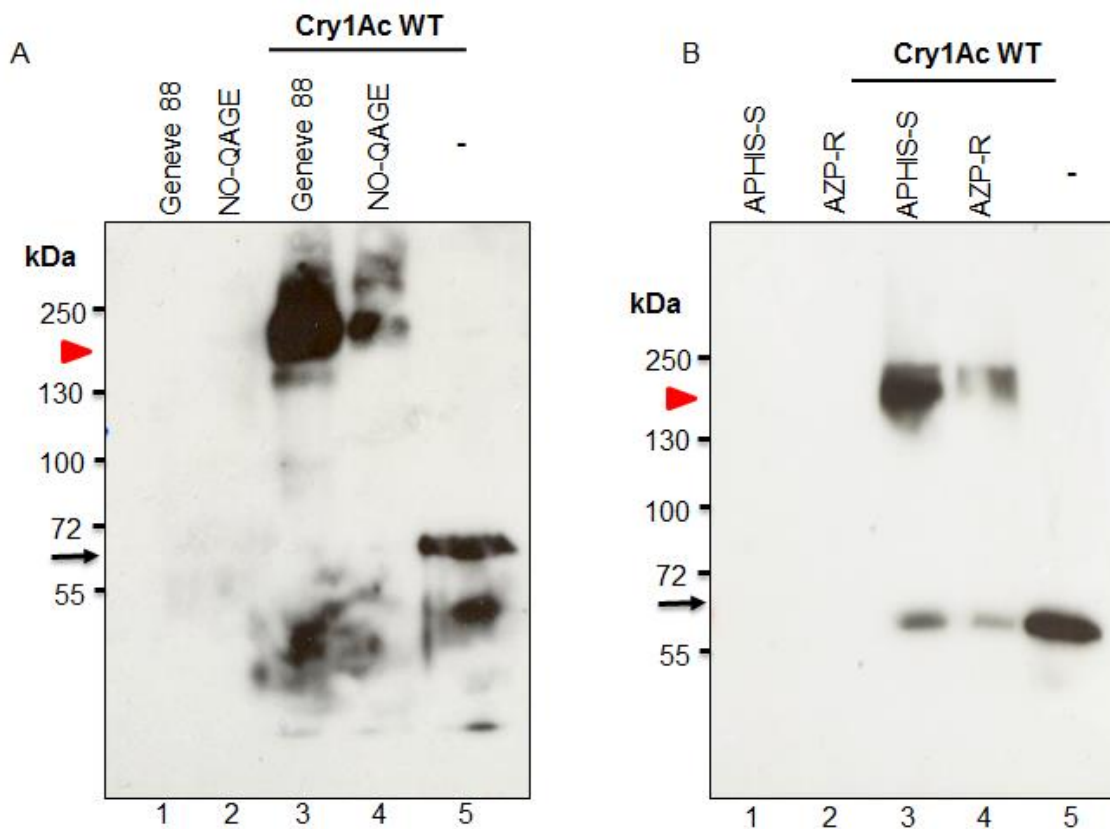 A
Cry1Ac WT
Geneve 88
NO-QAGE
Geneve 88
NO-QAGE
-
kDa
250
130
100
72
55
1 2 3 4 5
B
Cry1Ac WT
APHIS-S
AZP-R
APHIS-S
AZP-R
-
kDa
250
130
100
72
55
1 2 3 4 5